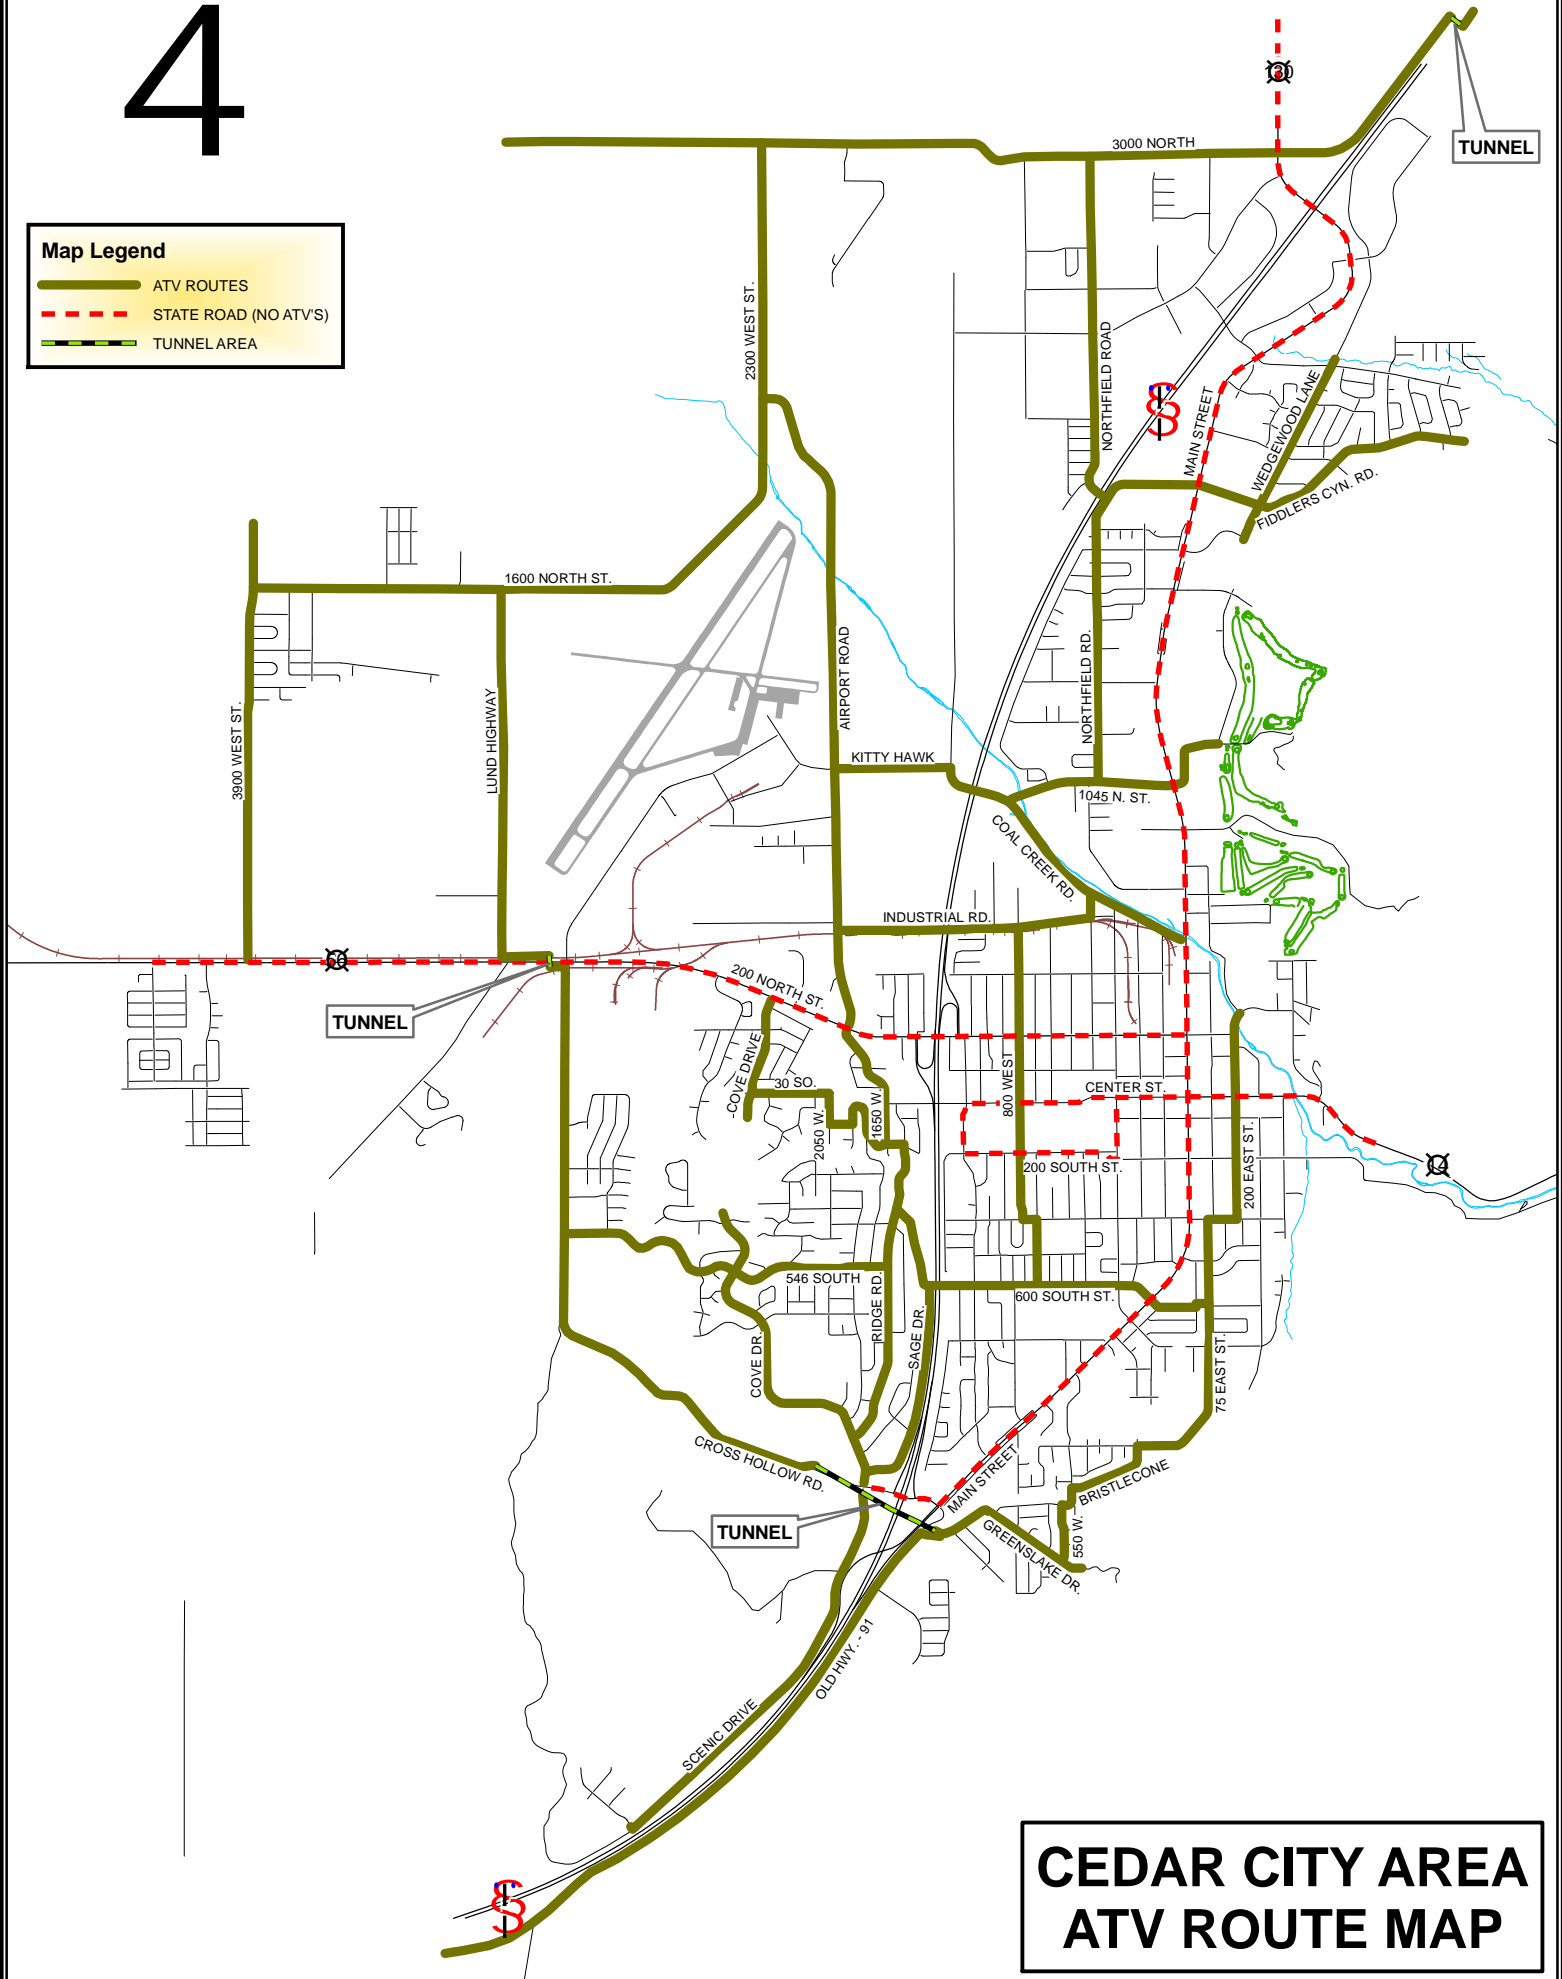 4
130
TUNNEL
3000 NORTH
Map Legend
ATV ROUTES
STATE ROAD (NO ATV'S)
TUNNEL AREA
2300 WEST ST.
NORTHFIELD ROAD
MAIN STREET
WEDGEWOOD LANE
FIDDLERS CYN. RD.
1600 NORTH ST.
AIRPORT ROAD
NORTHFIELD RD.
3900 WEST ST.
LUND HIGHWAY
KITTY HAWK
1045 N. ST.
COAL CREEK RD.
INDUSTRIAL RD.
56
200 NORTH ST.
TUNNEL
COVE DRIVE
30 SO.
2050 W.
1650 W.
800 WEST
CENTER ST.
200 SOUTH ST.
200 EAST ST.
14
546 SOUTH
RIDGE RD.
SAGE DR.
600 SOUTH ST.
COVE DR.
75 EAST ST.
CROSS HOLLOW RD.
MAIN STREET
BRISTLECONE
TUNNEL
GREENSLAKE DR.
550 W.
OLD HWY. - 91
SCENIC DRIVE
CEDAR CITY AREA
ATV ROUTE MAP